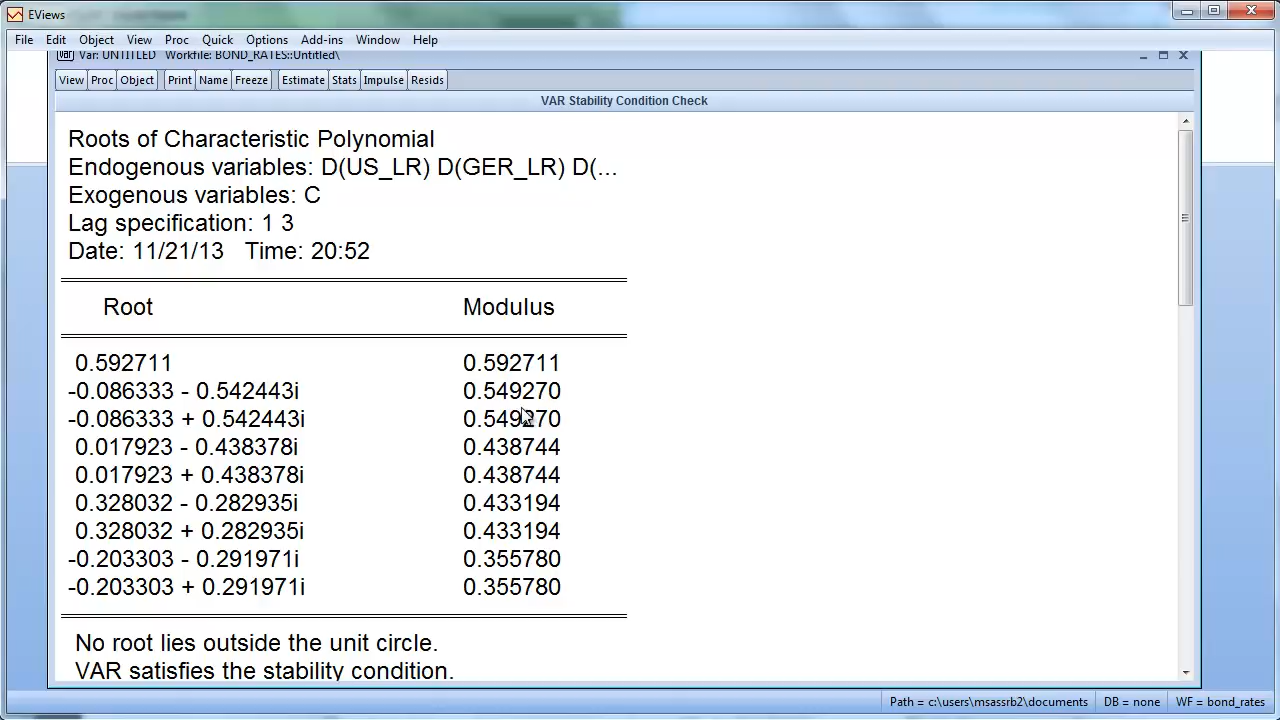 EViews
File Edit Object View Proc Quick Options Add-ins Window Help
var Var: UNTITLED Workfile: BOND_RATES::Untitled\
View Proc Object Print Name Freeze Estimate Stats Impulse Resids
VAR Stability Condition Check
Roots of Characteristic Polynomial
Endogenous variables: D(US_LR) D(GER_LR) D(...
Exogenous variables: C
Lag specification: 1 3
Date: 11/21/13 Time: 20:52
Root Modulus
0.592711 0.592711
-0.086333 - 0.542443i 0.549270
-0.086333 + 0.542443i 0.549270
0.017923 - 0.438378i 0.438744
0.017923 + 0.438378i 0.438744
0.328032 - 0.282935i 0.433194
0.328032 + 0.282935i 0.433194
-0.203303 - 0.291971i 0.355780
-0.203303 + 0.291971i 0.355780
No root lies outside the unit circle.
VAR satisfies the stability condition.
Path = c:\users\msassrb2\documents DB = none WF = bond_rates